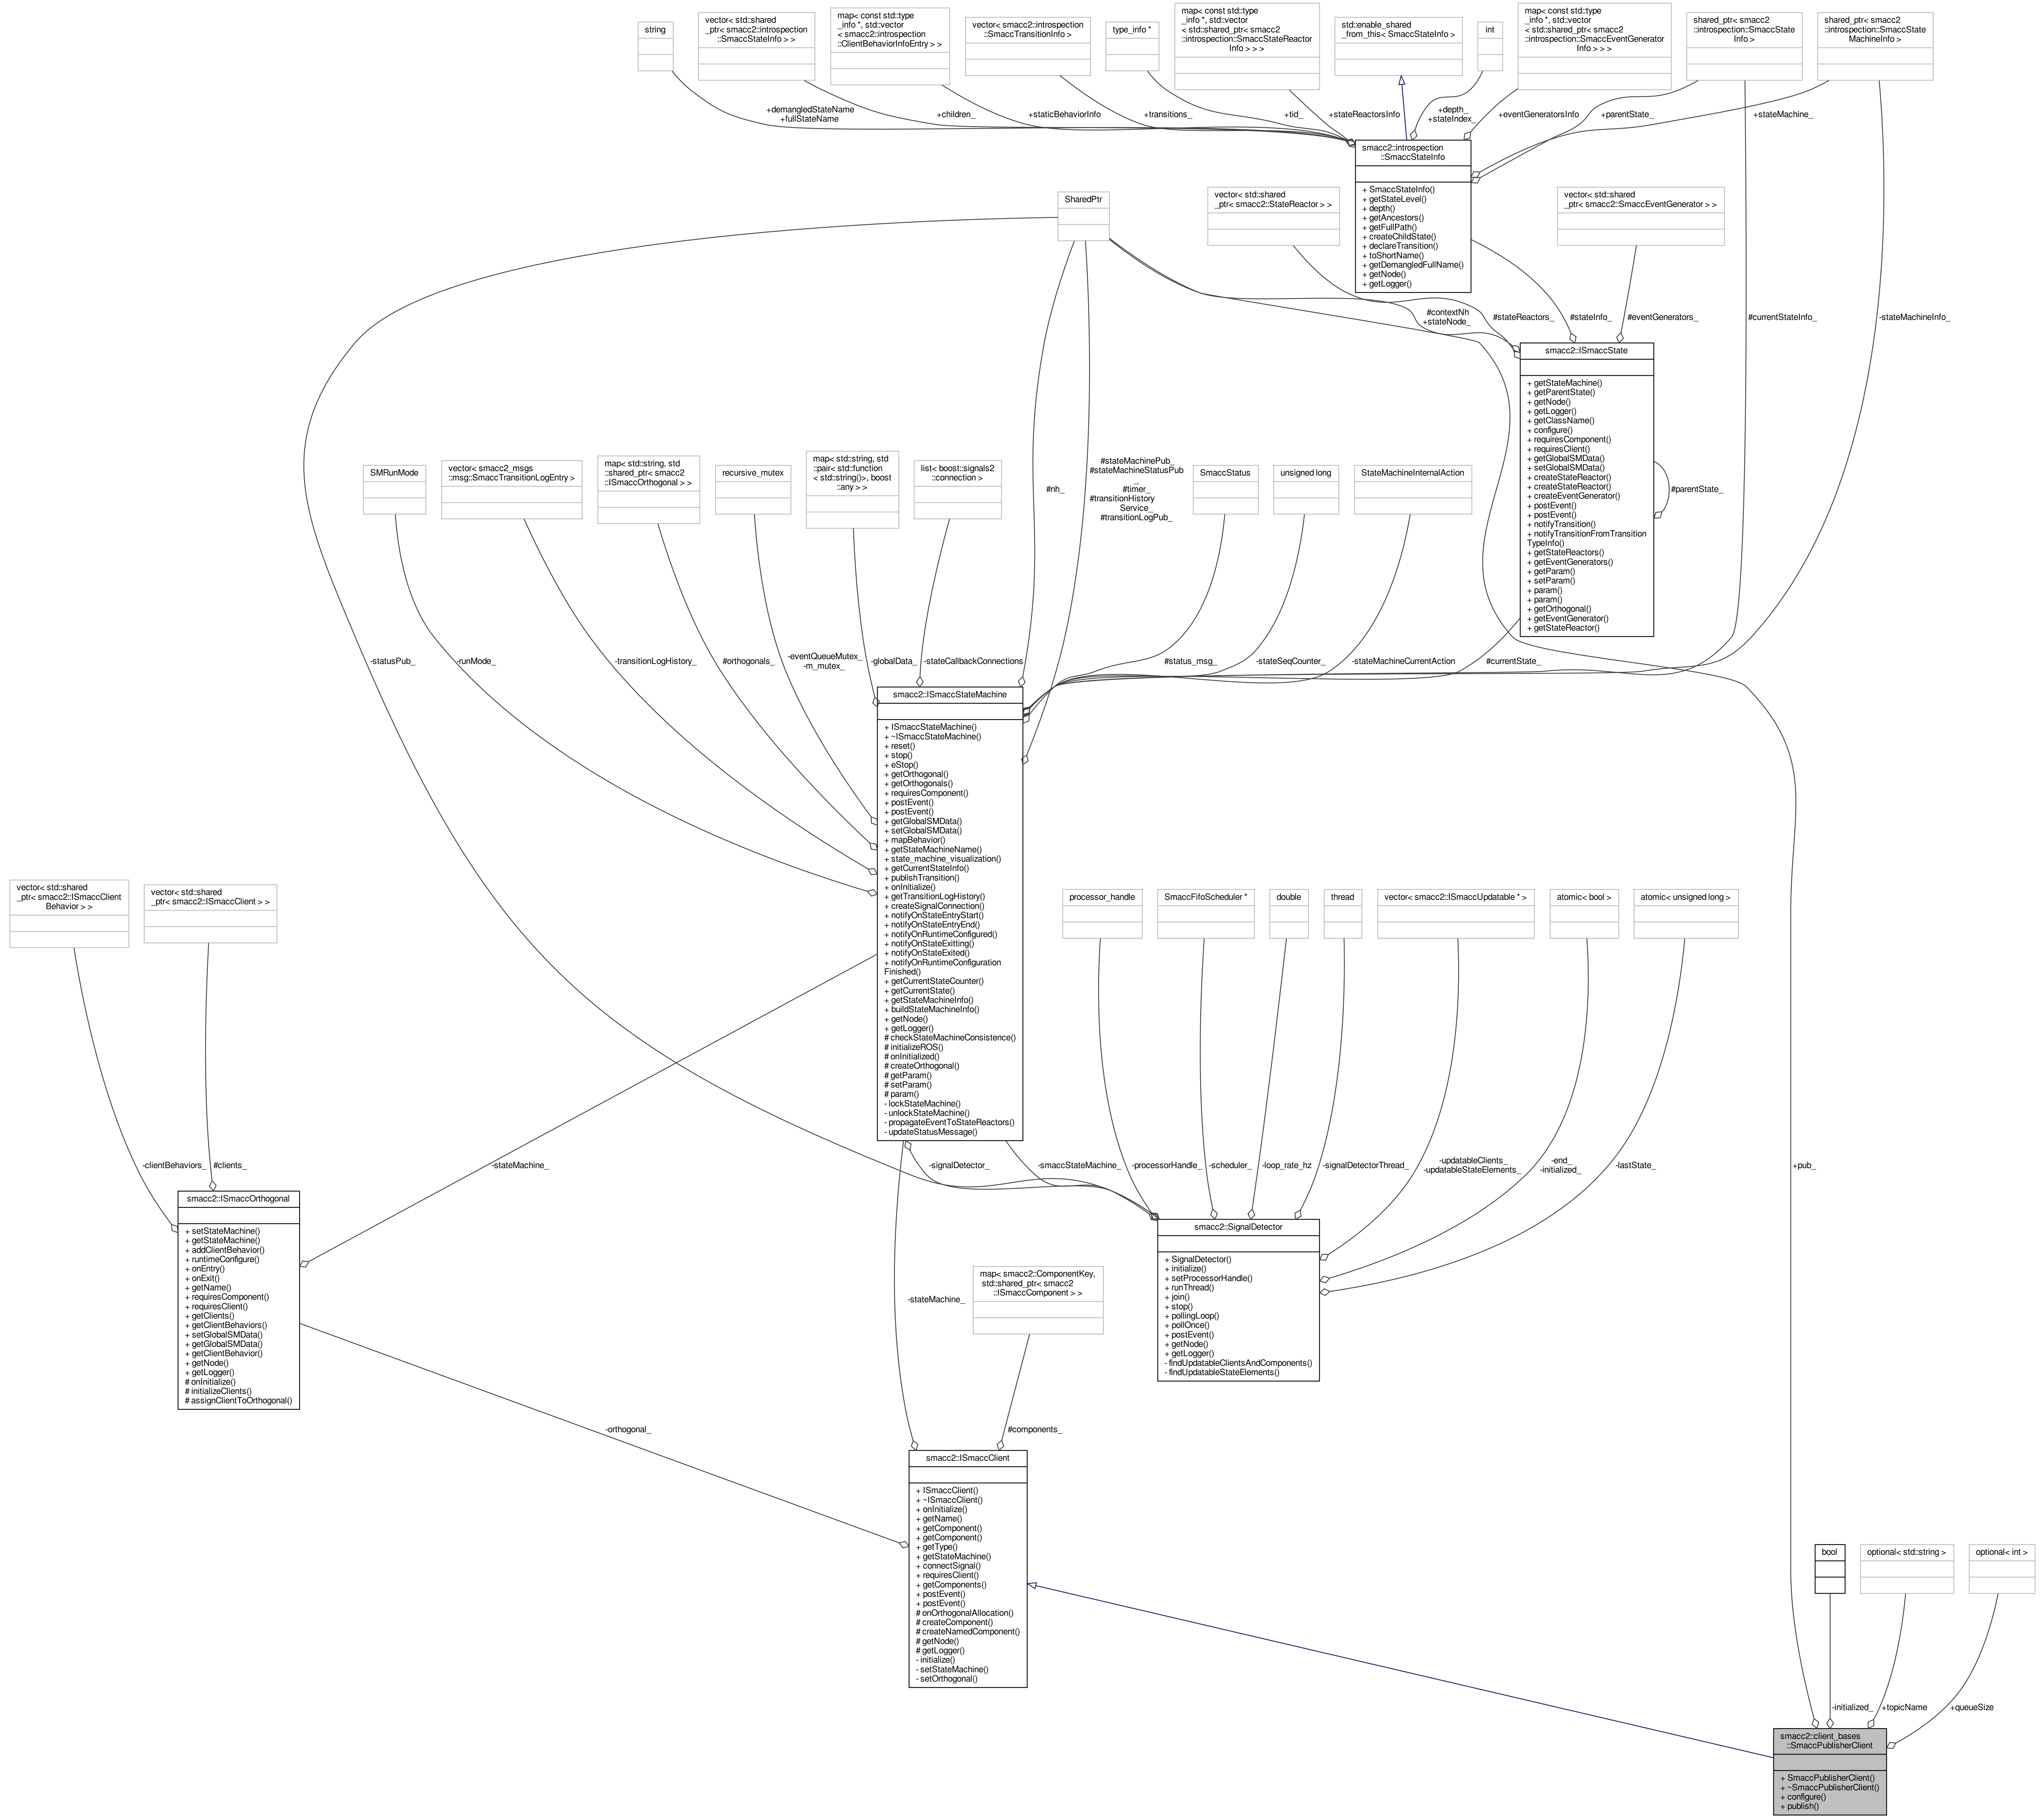 string
vector< std::shared
_ptr< smacc2::introspection
::SmaccStateInfo > >
map< const std::type
_info *, std::vector
< smacc2::introspection
::ClientBehaviorInfoEntry > >
vector< smacc2::introspection
::SmaccTransitionInfo >
type_info *
map< const std::type
_info *, std::vector
< std::shared_ptr< smacc2
::introspection::SmaccStateReactor
Info > > >
std::enable_shared
_from_this< SmaccStateInfo >
int
map< const std::type
_info *, std::vector
< std::shared_ptr< smacc2
::introspection::SmaccEventGenerator
Info > > >
shared_ptr< smacc2
::introspection::SmaccState
Info >
shared_ptr< smacc2
::introspection::SmaccState
MachineInfo >
+demangledStateName
+fullStateName
+children_
+staticBehaviorInfo
+transitions_
+tid_
+stateReactorsInfo
+depth_
+stateIndex_
+eventGeneratorsInfo
+parentState_
+stateMachine_
smacc2::introspection
::SmaccStateInfo
+ SmaccStateInfo()
+ getStateLevel()
+ depth()
+ getAncestors()
+ getFullPath()
+ createChildState()
+ declareTransition()
+ toShortName()
+ getDemangledFullName()
+ getNode()
+ getLogger()
SharedPtr
vector< std::shared
_ptr< smacc2::StateReactor > >
vector< std::shared
_ptr< smacc2::SmaccEventGenerator > >
#contextNh
+stateNode_
#stateReactors_
#stateInfo_
#eventGenerators_
#currentStateInfo_
-stateMachineInfo_
smacc2::ISmaccState
+ getStateMachine()
+ getParentState()
+ getNode()
+ getLogger()
+ getClassName()
+ configure()
+ requiresComponent()
+ requiresClient()
+ getGlobalSMData()
+ setGlobalSMData()
+ createStateReactor()
+ createStateReactor()
+ createEventGenerator()
+ postEvent()
+ postEvent()
+ notifyTransition()
+ notifyTransitionFromTransition
TypeInfo()
+ getStateReactors()
+ getEventGenerators()
+ getParam()
+ setParam()
+ param()
+ param()
+ getOrthogonal()
+ getEventGenerator()
+ getStateReactor()
#parentState_
SMRunMode
vector< smacc2_msgs
::msg::SmaccTransitionLogEntry >
map< std::string, std
::shared_ptr< smacc2
::ISmaccOrthogonal > >
recursive_mutex
map< std::string, std
::pair< std::function
< std::string()>, boost
::any > >
list< boost::signals2
::connection >
#nh_
#stateMachinePub_
#stateMachineStatusPub
_
#timer_
#transitionHistory
Service_
#transitionLogPub_
SmaccStatus
unsigned long
StateMachineInternalAction
-statusPub_
-runMode_
-transitionLogHistory_
#orthogonals_
-eventQueueMutex_
-m_mutex_
-globalData_
-stateCallbackConnections
#status_msg_
-stateSeqCounter_
-stateMachineCurrentAction
#currentState_
smacc2::ISmaccStateMachine
+ ISmaccStateMachine()
+ ~ISmaccStateMachine()
+ reset()
+ stop()
+ eStop()
+ getOrthogonal()
+ getOrthogonals()
+ requiresComponent()
+ postEvent()
+ postEvent()
+ getGlobalSMData()
+ setGlobalSMData()
+ mapBehavior()
+ getStateMachineName()
+ state_machine_visualization()
+ getCurrentStateInfo()
+ publishTransition()
+ onInitialize()
+ getTransitionLogHistory()
+ createSignalConnection()
+ notifyOnStateEntryStart()
+ notifyOnStateEntryEnd()
+ notifyOnRuntimeConfigured()
+ notifyOnStateExitting()
+ notifyOnStateExited()
+ notifyOnRuntimeConfiguration
Finished()
+ getCurrentStateCounter()
+ getCurrentState()
+ getStateMachineInfo()
+ buildStateMachineInfo()
+ getNode()
+ getLogger()
# checkStateMachineConsistence()
# initializeROS()
# onInitialized()
# createOrthogonal()
# getParam()
# setParam()
# param()
- lockStateMachine()
- unlockStateMachine()
- propagateEventToStateReactors()
- updateStatusMessage()
vector< std::shared
_ptr< smacc2::ISmaccClient
Behavior > >
vector< std::shared
_ptr< smacc2::ISmaccClient > >
processor_handle
SmaccFifoScheduler *
double
thread
vector< smacc2::ISmaccUpdatable * >
atomic< bool >
atomic< unsigned long >
-clientBehaviors_
#clients_
-stateMachine_
-signalDetector_
-smaccStateMachine_
-processorHandle_
-scheduler_
-loop_rate_hz
-signalDetectorThread_
-updatableClients_
-updatableStateElements_
-end_
-initialized_
-lastState_
+pub_
smacc2::ISmaccOrthogonal
+ setStateMachine()
+ getStateMachine()
+ addClientBehavior()
+ runtimeConfigure()
+ onEntry()
+ onExit()
+ getName()
+ requiresComponent()
+ requiresClient()
+ getClients()
+ getClientBehaviors()
+ setGlobalSMData()
+ getGlobalSMData()
+ getClientBehavior()
+ getNode()
+ getLogger()
# onInitialize()
# initializeClients()
# assignClientToOrthogonal()
smacc2::SignalDetector
+ SignalDetector()
+ initialize()
+ setProcessorHandle()
+ runThread()
+ join()
+ stop()
+ pollingLoop()
+ pollOnce()
+ postEvent()
+ getNode()
+ getLogger()
- findUpdatableClientsAndComponents()
- findUpdatableStateElements()
-stateMachine_
map< smacc2::ComponentKey,
std::shared_ptr< smacc2
::ISmaccComponent > >
-orthogonal_
#components_
smacc2::ISmaccClient
+ ISmaccClient()
+ ~ISmaccClient()
+ onInitialize()
+ getName()
+ getComponent()
+ getComponent()
+ getType()
+ getStateMachine()
+ connectSignal()
+ requiresClient()
+ getComponents()
+ postEvent()
+ postEvent()
# onOrthogonalAllocation()
# createComponent()
# createNamedComponent()
# getNode()
# getLogger()
- initialize()
- setStateMachine()
- setOrthogonal()
bool
optional< std::string >
optional< int >
-initialized_
+topicName
+queueSize
smacc2::client_bases
::SmaccPublisherClient
+ SmaccPublisherClient()
+ ~SmaccPublisherClient()
+ configure()
+ publish()